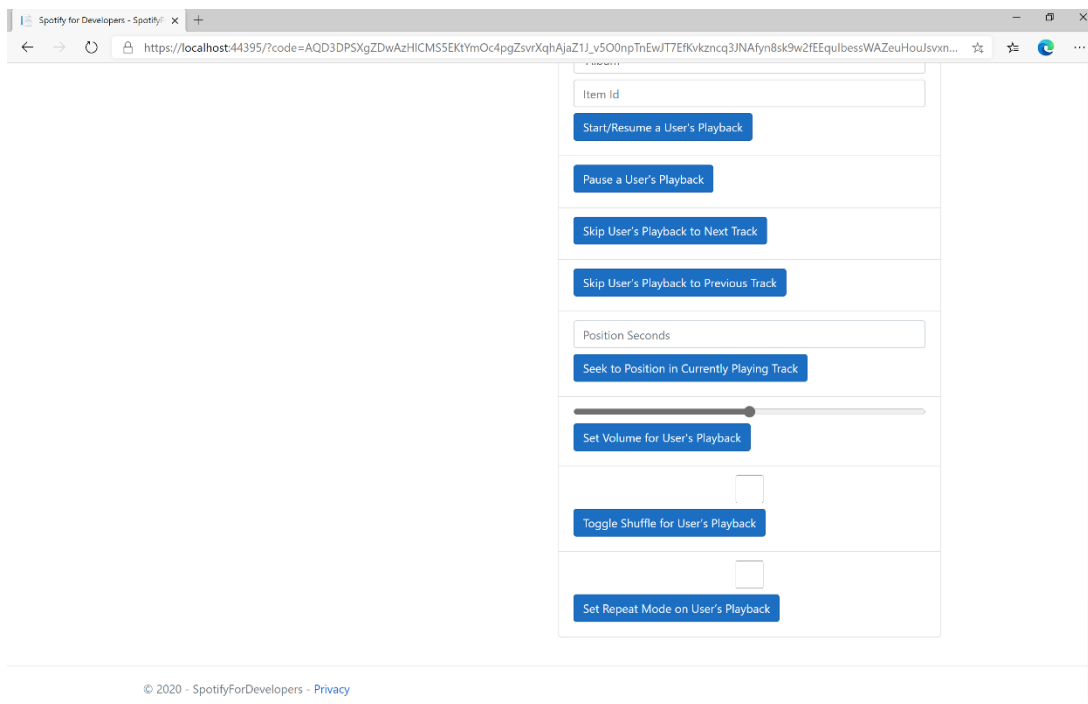 Spotify for Developers - Spotify
https://localhost:44395/?code=AQD3DPSXgZDwAzHICMS5EKtYmOc4pgZsvrXqhAjaZ1J_v5O0npTnEwJT7EfKvkzncq3JNAfyn8sk9w2fEEqulbessWAZeuHouJsvxn...
Album
Item Id
Start/Resume a User's Playback
Pause a User's Playback
Skip User's Playback to Next Track
Skip User's Playback to Previous Track
Position Seconds
Seek to Position in Currently Playing Track
Set Volume for User's Playback
Toggle Shuffle for User's Playback
Set Repeat Mode on User's Playback
© 2020 - SpotifyForDevelopers - Privacy